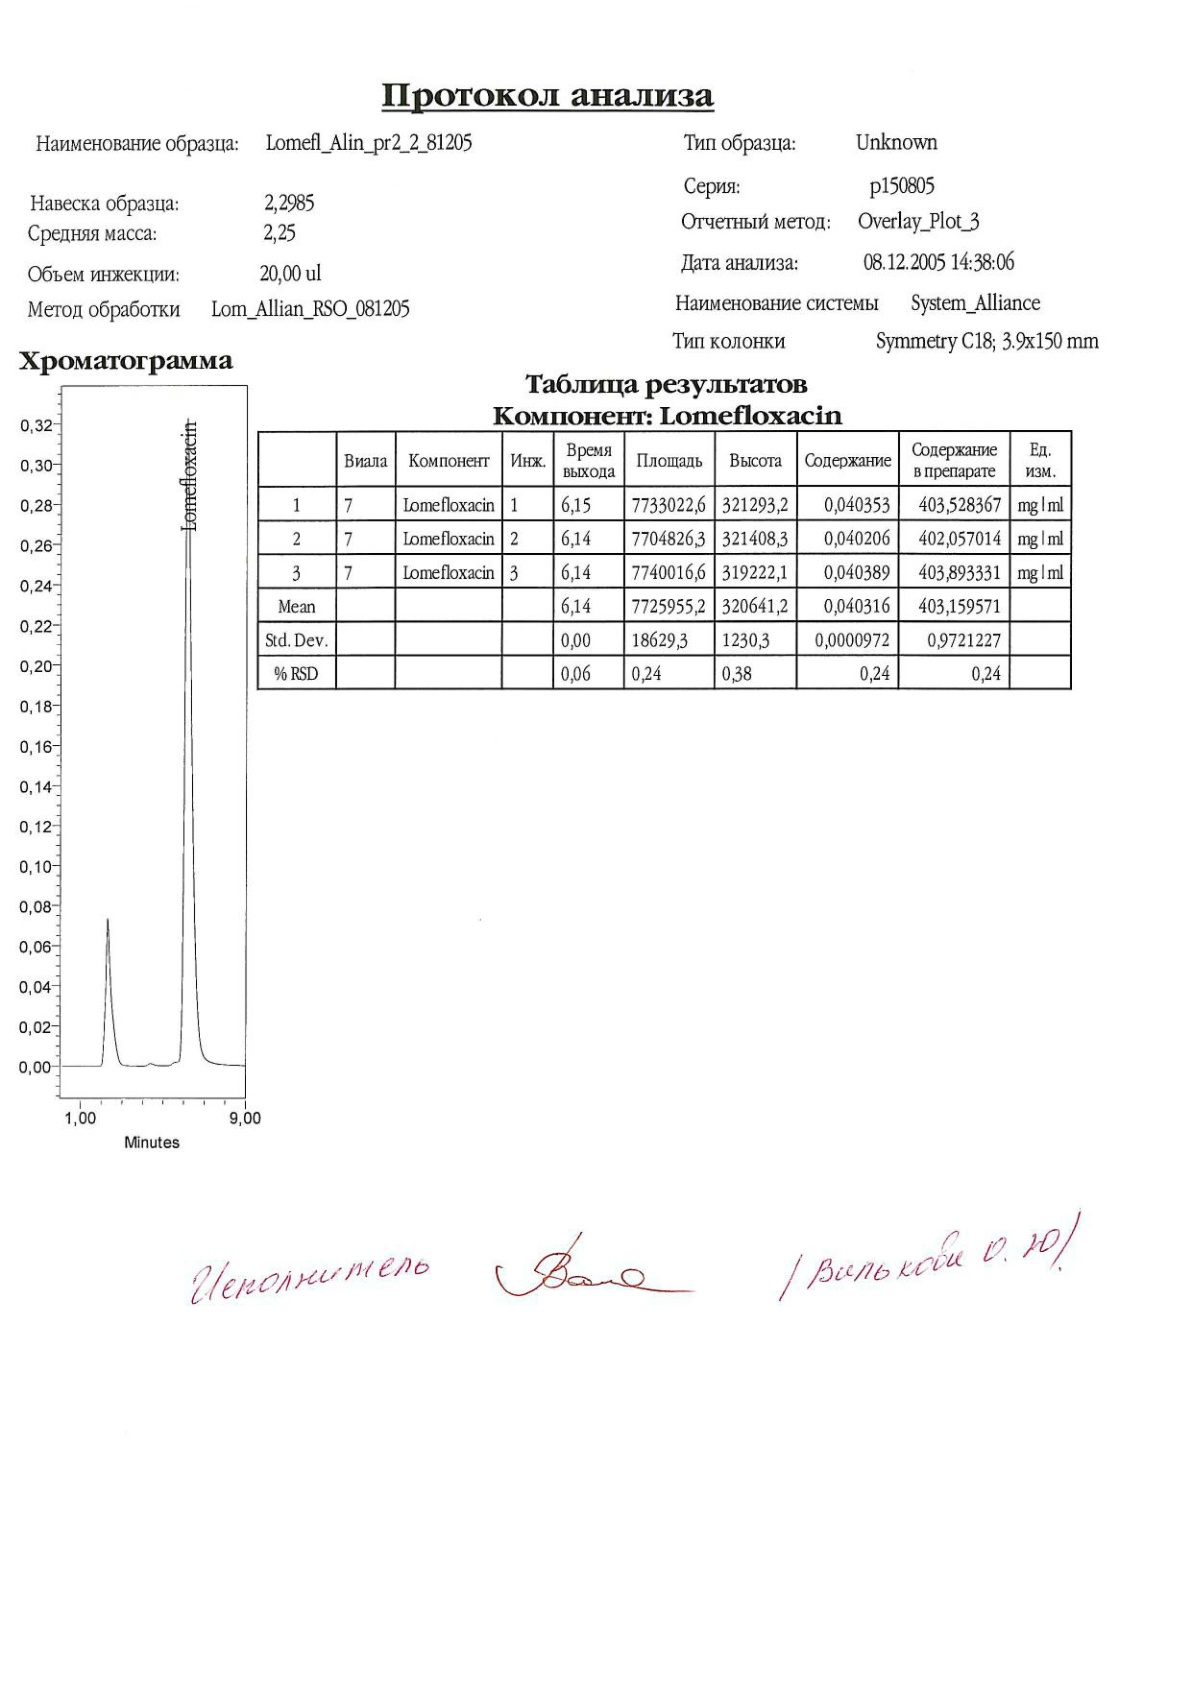 Протокол анализа
Наименование образца: Lomefl_Alin_pr2_2_81205
Тип образца: Unknown
Серия: p150805
Навеска образца: 2,2985
Отчетный метод: Overlay_Plot_3
Средняя масса: 2,25
Дата анализа: 08.12.2005 14:38:06
Объем инжекции: 20,00 ul
Наименование системы System_Alliance
Метод обработки Lom_Allian_RSO_081205
Тип колонки Symmetry C18; 3.9x150 mm
Хроматограмма
0,32
0,30
0,28
0,26
0,24
0,22
0,20
0,18
0,16
0,14
0,12
0,10
0,08
0,06
0,04
0,02
0,00
Lomefloxacin
1,00 9,00
Minutes
Таблица результатов
Компонент: Lomefloxacin
Виала Компонент Инж. Время выхода Площадь Высота Содержание Содержание в препарате Ед. изм.
1 7 Lomefloxacin 1 6,15 7733022,6 321293,2 0,040353 403,528367 mg|ml
2 7 Lomefloxacin 2 6,14 7704826,3 321408,3 0,040206 402,057014 mg|ml
3 7 Lomefloxacin 3 6,14 7740016,6 319222,1 0,040389 403,893331 mg|ml
Mean 6,14 7725955,2 320641,2 0,040316 403,159571
Std. Dev. 0,00 18629,3 1230,3 0,0000972 0,9721227
% RSD 0,06 0,24 0,38 0,24 0,24
Исполнитель О. Ю/